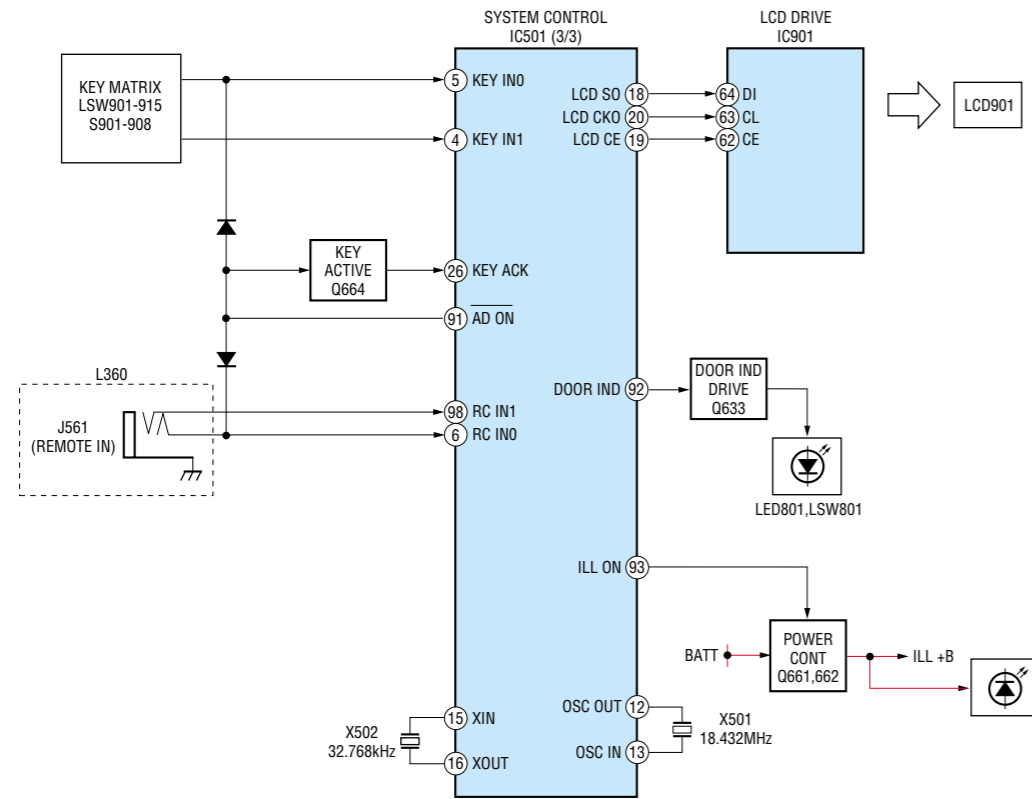 SYSTEM CONTROL
IC501 (3/3)
LCD DRIVE
IC901
KEY MATRIX
LSW901-915
S901-908
5 KEY IN0
4 KEY IN1
LCD SO 18
LCD CKO 20
LCD CE 19
64 DI
63 CL
62 CE
LCD901
KEY
ACTIVE
Q664
26 KEY ACK
91 AD ON
L360
J561
(REMOTE IN)
98 RC IN1
6 RC IN0
DOOR IND 92
DOOR IND
DRIVE
Q633
LED801,LSW801
ILL ON 93
BATT
POWER
CONT
Q661,662
ILL +B
X502
32.768kHz
15 XIN
16 XOUT
OSC OUT 12
OSC IN 13
X501
18.432MHz